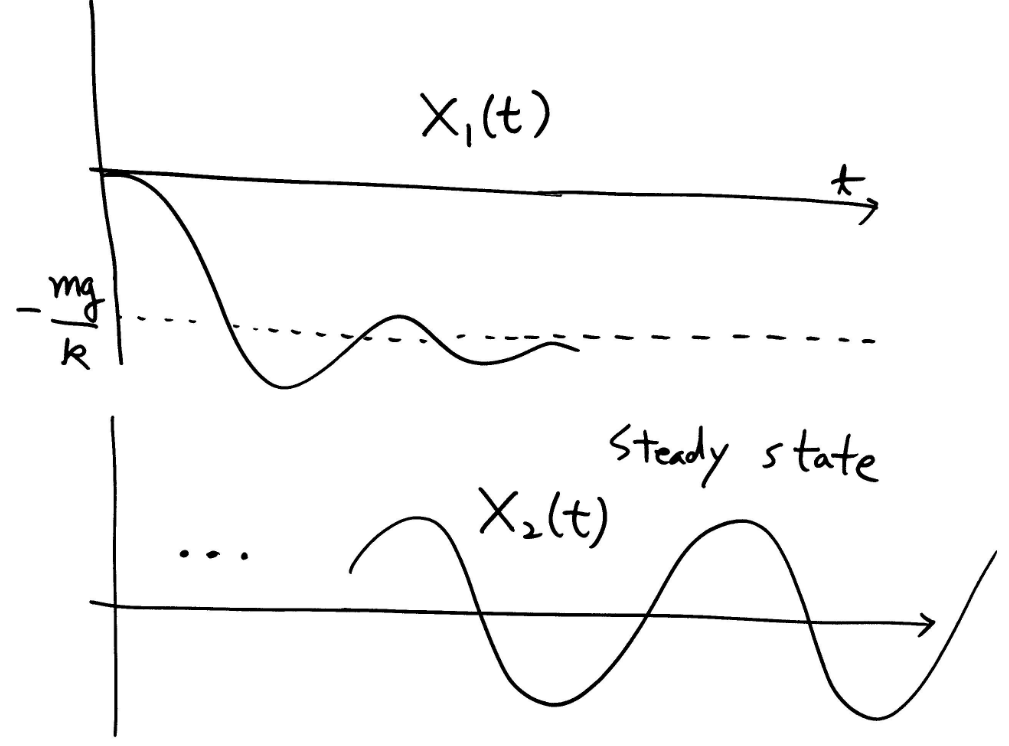 X₁(t)
t
-mg/k
steady state
X₂(t)
...